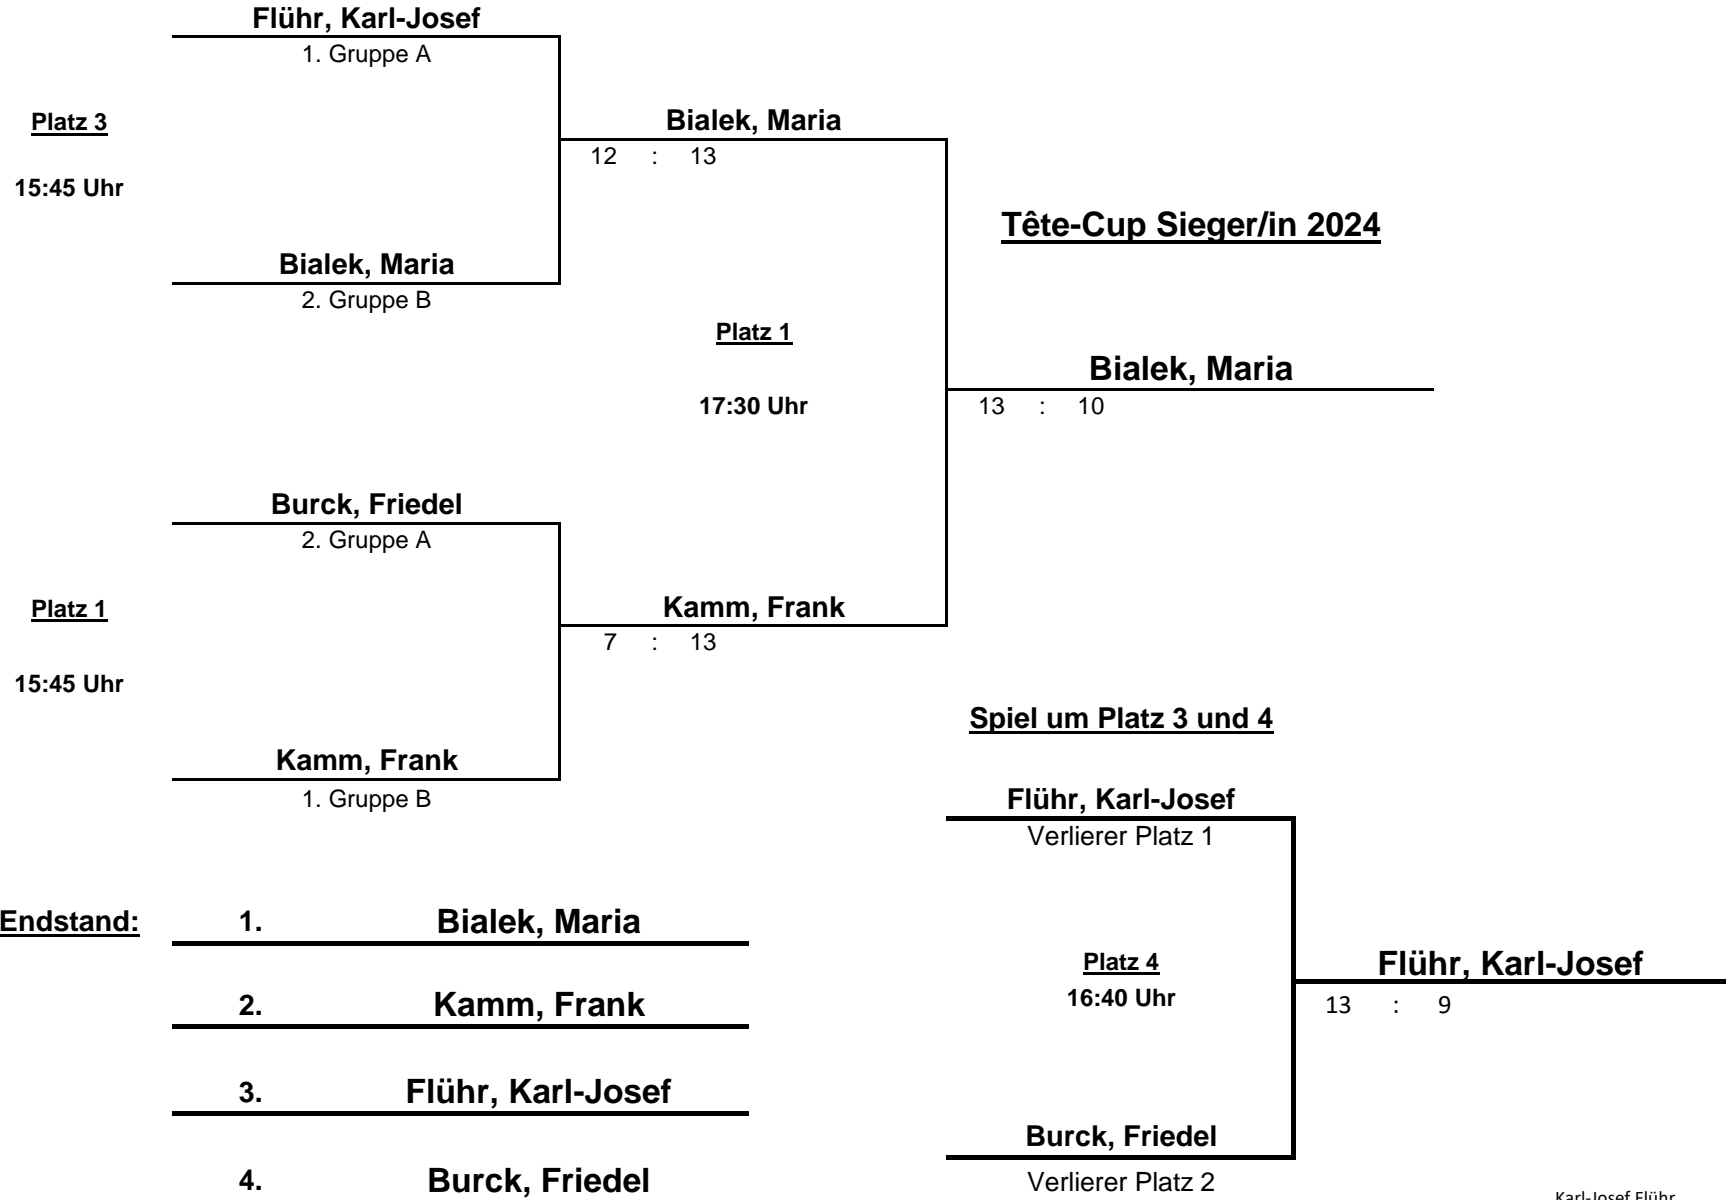 Flühr, Karl-Josef
1. Gruppe A
Platz 3
Bialek, Maria
12 : 13
15:45 Uhr
Tête-Cup Sieger/in 2024
Bialek, Maria
2. Gruppe B
Platz 1
Bialek, Maria
17:30 Uhr
13 : 10
Burck, Friedel
2. Gruppe A
Platz 1
Kamm, Frank
7 : 13
15:45 Uhr
Spiel um Platz 3 und 4
Kamm, Frank
1. Gruppe B
Flühr, Karl-Josef
Verlierer Platz 1
Endstand: 1. Bialek, Maria
Platz 4
Flühr, Karl-Josef
16:40 Uhr
13 : 9
2. Kamm, Frank
3. Flühr, Karl-Josef
Burck, Friedel
4. Burck, Friedel
Verlierer Platz 2
Karl-Josef Flühr